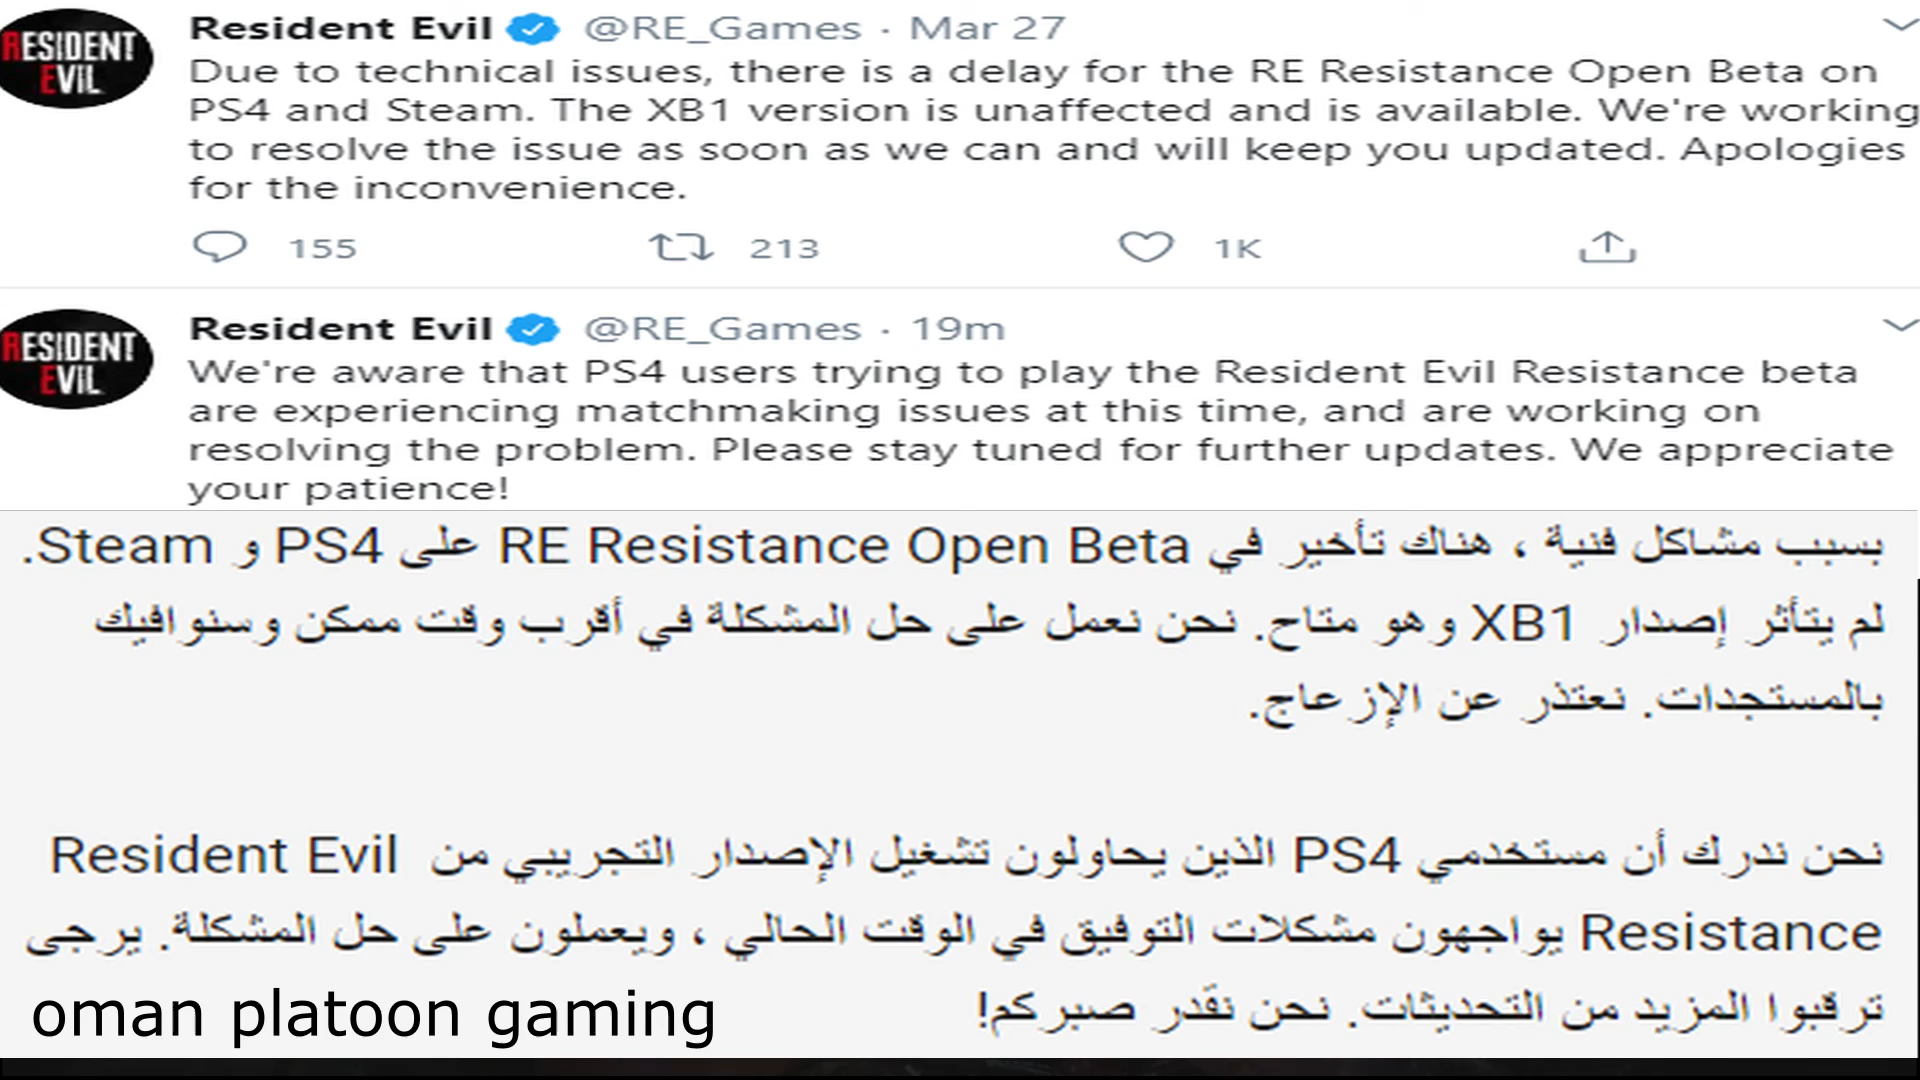 RESIDENT EVIL
Resident Evil @RE_Games · Mar 27
Due to technical issues, there is a delay for the RE Resistance Open Beta on
PS4 and Steam. The XB1 version is unaffected and is available. We're working
to resolve the issue as soon as we can and will keep you updated. Apologies
for the inconvenience.
155 213 1K
RESIDENT EVIL
Resident Evil @RE_Games · 19m
We're aware that PS4 users trying to play the Resident Evil Resistance beta
are experiencing matchmaking issues at this time, and are working on
resolving the problem. Please stay tuned for further updates. We appreciate
your patience!
بسبب مشاكل فنية ، هناك تأخير في RE Resistance Open Beta على PS4 و Steam.
لم يتأثر إصدار XB1 وهو متاح. نحن نعمل على حل المشكلة في أقرب وقت ممكن وسنوافيك
بالمستجدات. نعتذر عن الإزعاج.
نحن ندرك أن مستخدمي PS4 الذين يحاولون تشغيل الإصدار التجريبي من Resident Evil
Resistance يواجهون مشكلات التوفيق في الوقت الحالي ، ويعملون على حل المشكلة. يرجى
ترقبوا المزيد من التحديثات. نحن نقدر صبركم!
oman platoon gaming